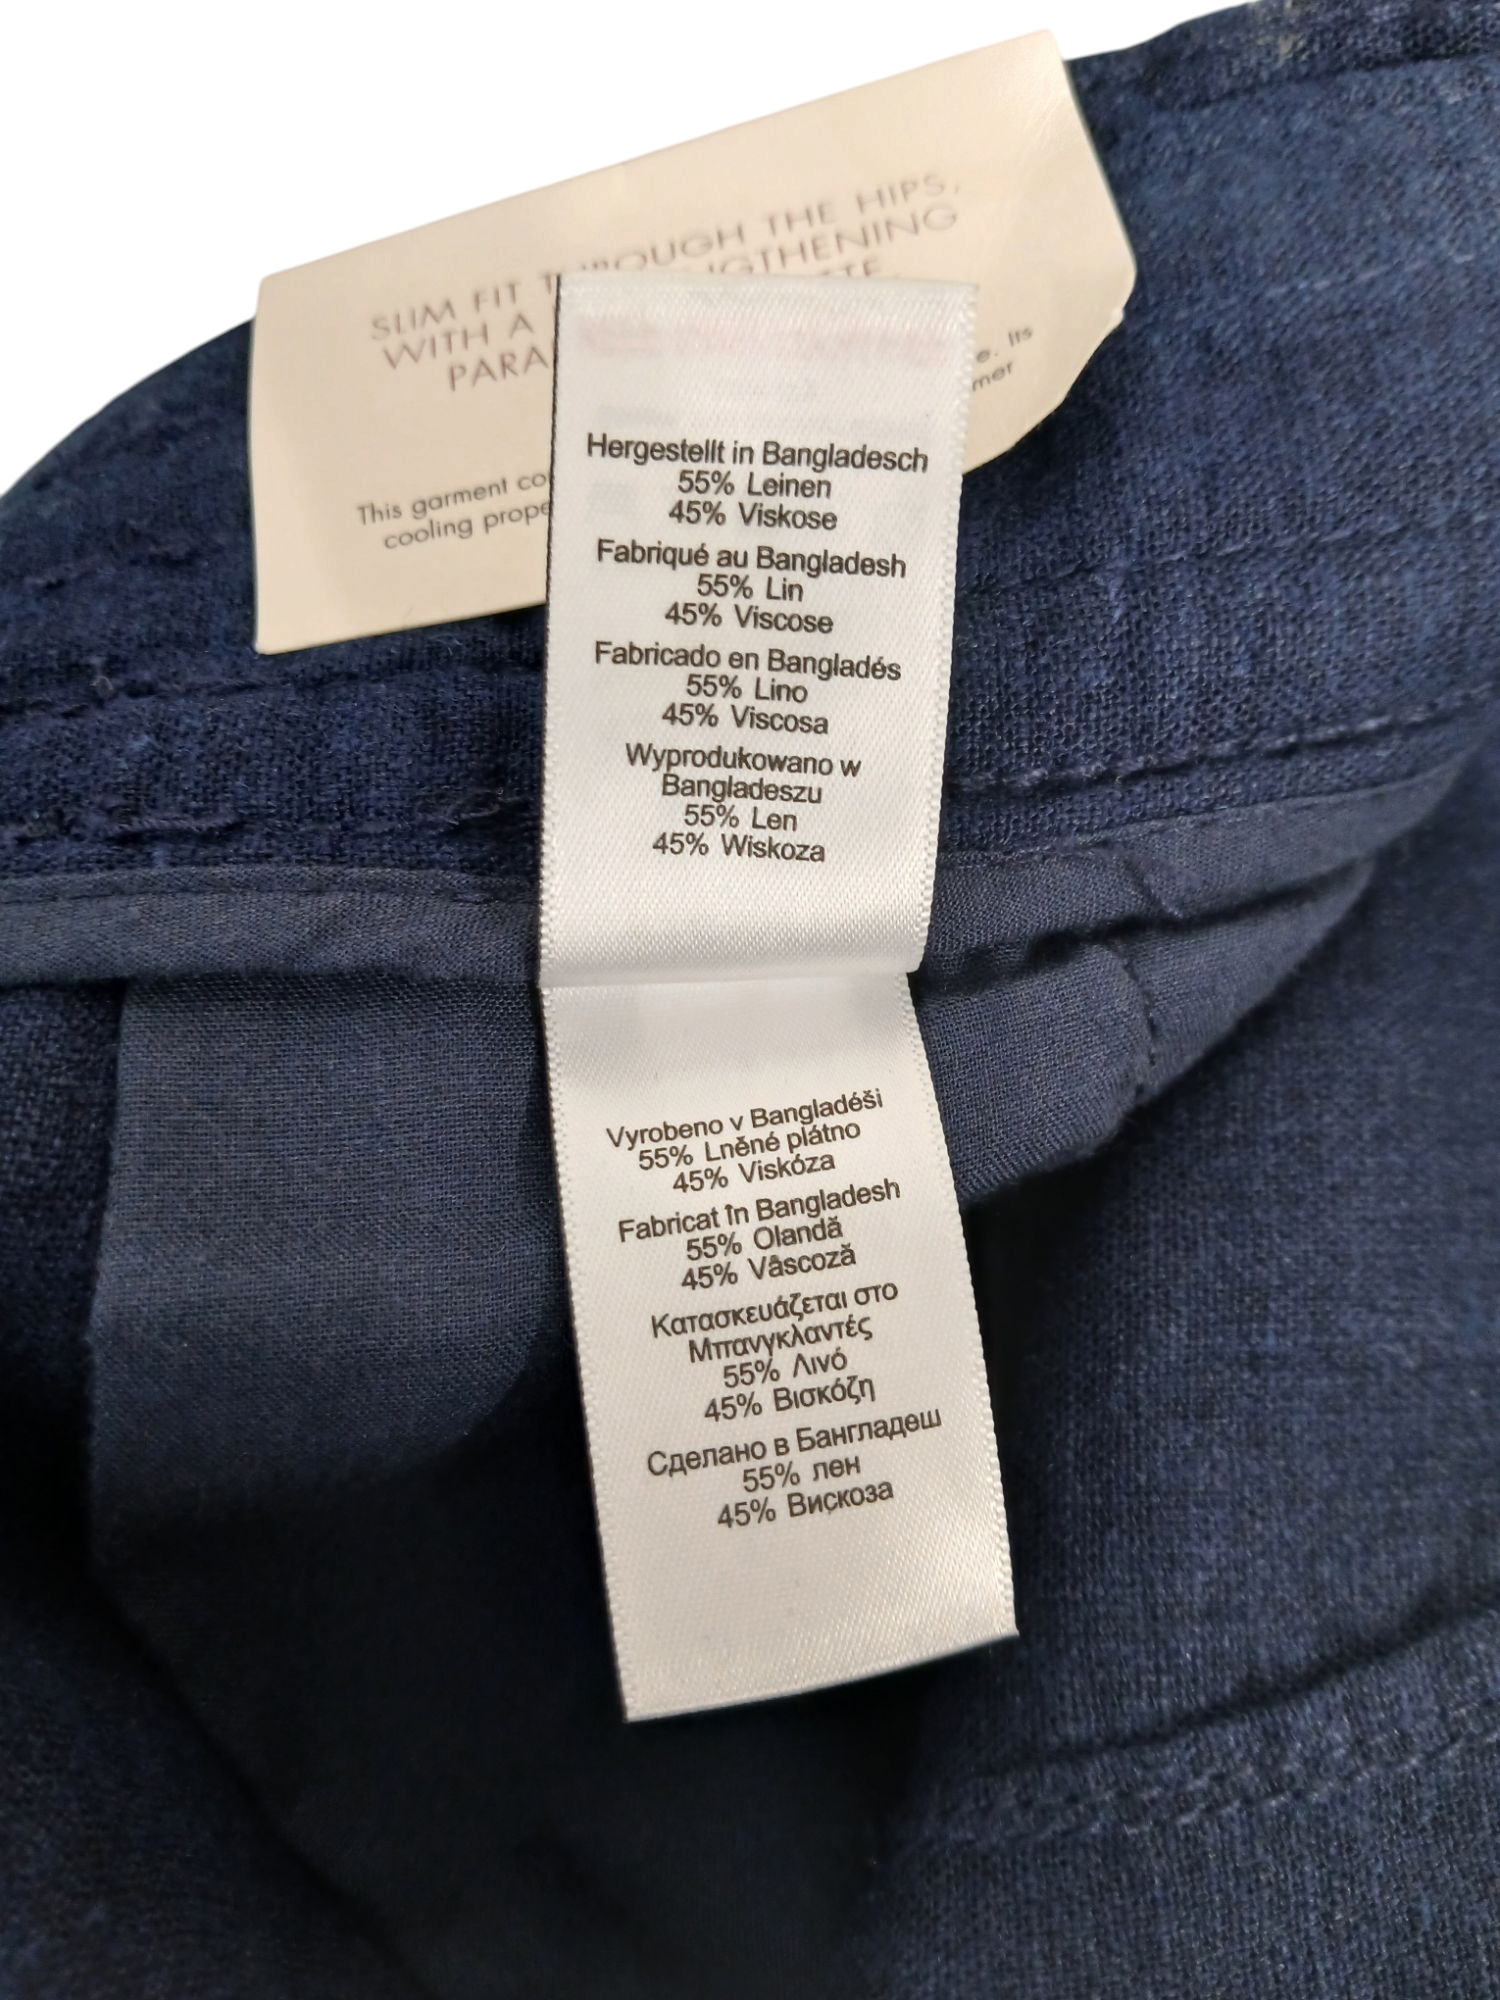 SLIM FIT THROUGH THE HIPS,
WITH A
This garment
cooling
Its
Hergestellt in Bangladesch
55% Leinen
45% Viskose
Fabriqué au Bangladesh
55% Lin
45% Viscose
Fabricado en Bangladés
55% Lino
45% Viscosa
Wyprodukowano w
Bangladeszu
55% Len
45% Wiskoza
Vyrobeno v Bangladéši
55% Lněné plátno
45% Viskóza
Fabricat în Bangladesh
55% Olandă
45% Vâscoză
Κατασκευάζεται στο
Μπανγκλαντές
55% Λινό
45% Βισκόζη
Сделано в Бангладеш
55% лен
45% Вискоза